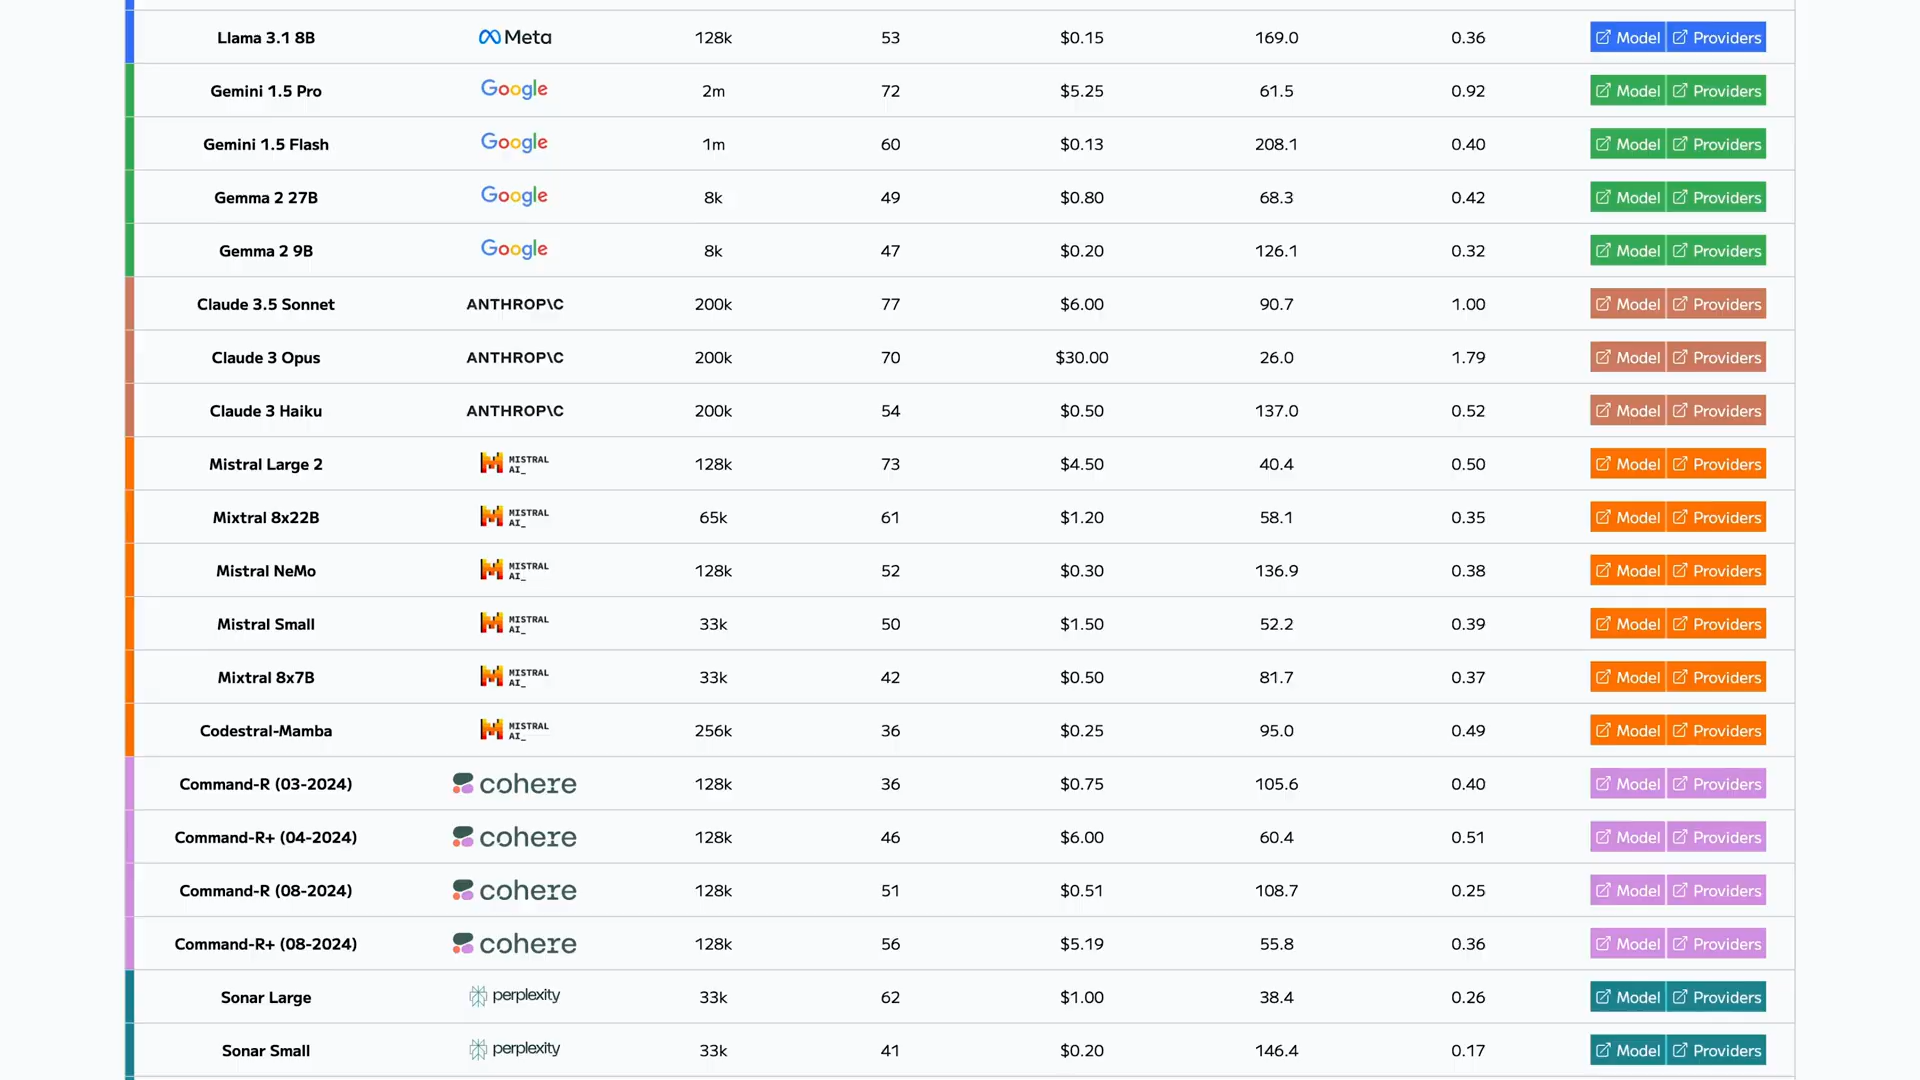 Llama 3.1 8B Meta 128k 53 $0.15 169.0 0.36 Model Providers
Gemini 1.5 Pro Google 2m 72 $5.25 61.5 0.92 Model Providers
Gemini 1.5 Flash Google 1m 60 $0.13 208.1 0.40 Model Providers
Gemma 2 27B Google 8k 49 $0.80 68.3 0.42 Model Providers
Gemma 2 9B Google 8k 47 $0.20 126.1 0.32 Model Providers
Claude 3.5 Sonnet ANTHROP\C 200k 77 $6.00 90.7 1.00 Model Providers
Claude 3 Opus ANTHROP\C 200k 70 $30.00 26.0 1.79 Model Providers
Claude 3 Haiku ANTHROP\C 200k 54 $0.50 137.0 0.52 Model Providers
Mistral Large 2 MISTRAL AI_ 128k 73 $4.50 40.4 0.50 Model Providers
Mixtral 8x22B MISTRAL AI_ 65k 61 $1.20 58.1 0.35 Model Providers
Mistral NeMo MISTRAL AI_ 128k 52 $0.30 136.9 0.38 Model Providers
Mistral Small MISTRAL AI_ 33k 50 $1.50 52.2 0.39 Model Providers
Mixtral 8x7B MISTRAL AI_ 33k 42 $0.50 81.7 0.37 Model Providers
Codestral-Mamba MISTRAL AI_ 256k 36 $0.25 95.0 0.49 Model Providers
Command-R (03-2024) cohere 128k 36 $0.75 105.6 0.40 Model Providers
Command-R+ (04-2024) cohere 128k 46 $6.00 60.4 0.51 Model Providers
Command-R (08-2024) cohere 128k 51 $0.51 108.7 0.25 Model Providers
Command-R+ (08-2024) cohere 128k 56 $5.19 55.8 0.36 Model Providers
Sonar Large perplexity 33k 62 $1.00 38.4 0.26 Model Providers
Sonar Small perplexity 33k 41 $0.20 146.4 0.17 Model Providers